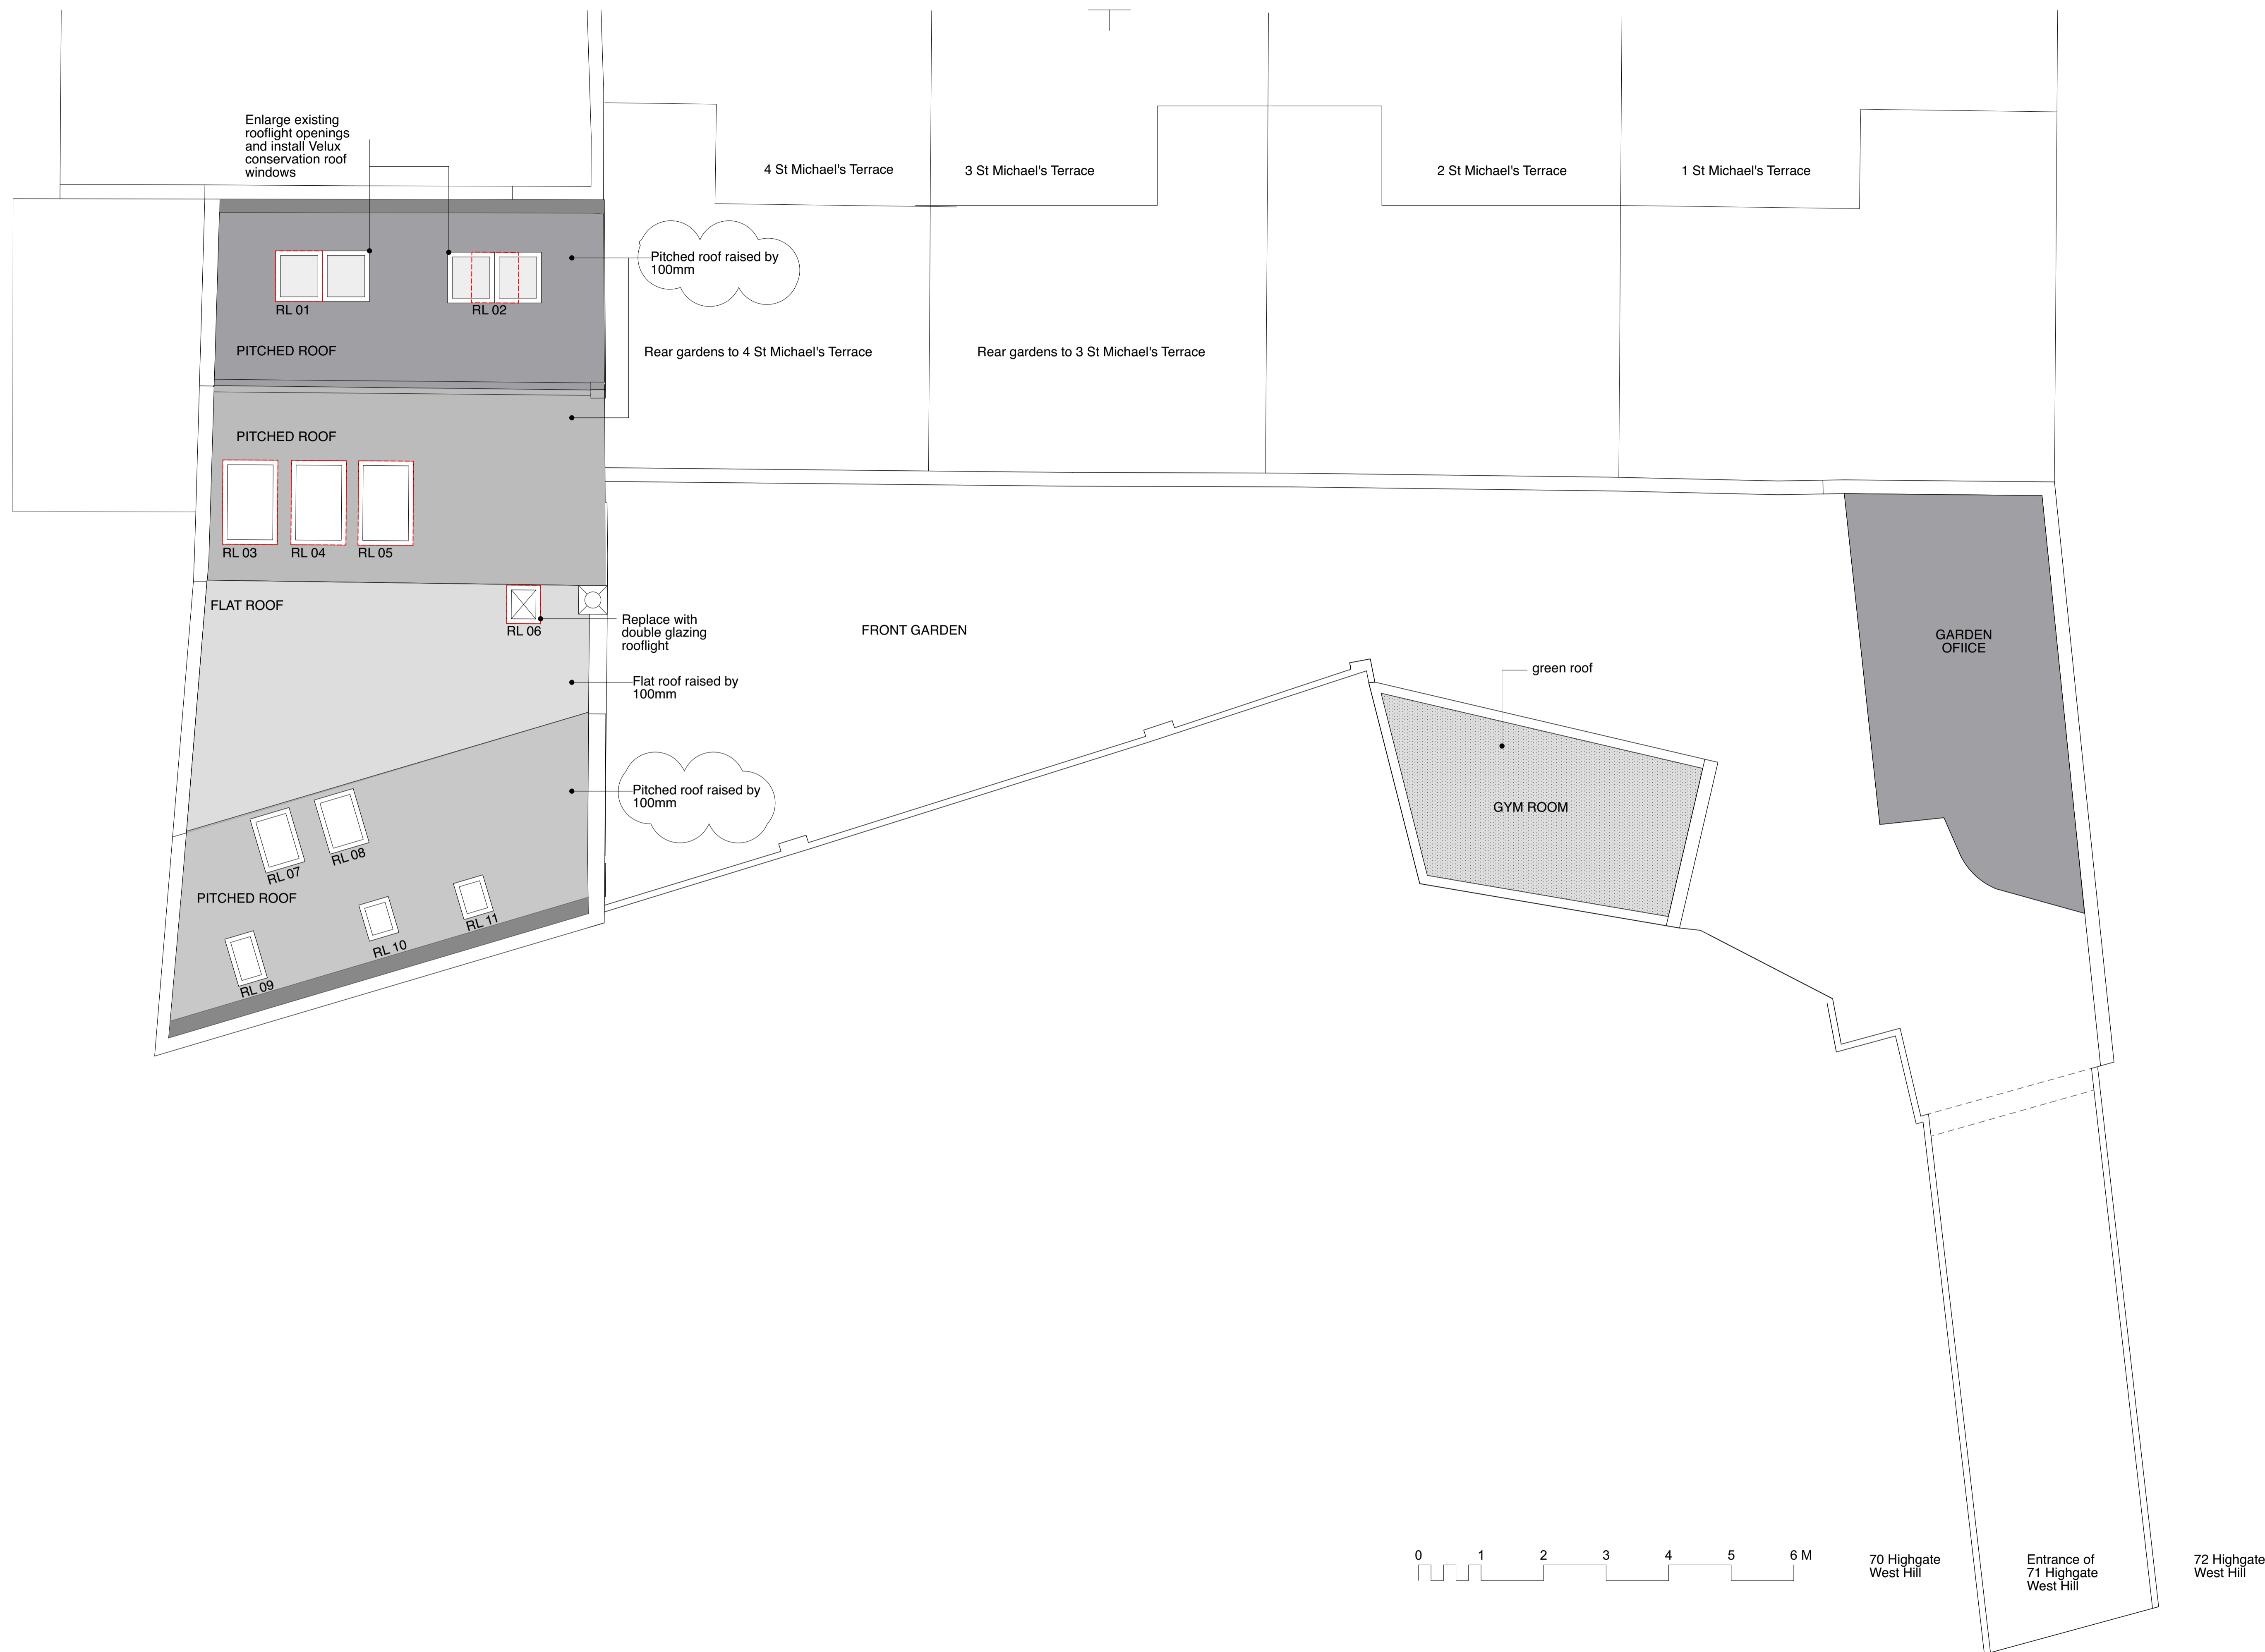 Enlarge existing
rooflight openings
and install Velux
conservation roof
windows
4 St Michael's Terrace
3 St Michael's Terrace
2 St Michael's Terrace
1 St Michael's Terrace
Pitched roof raised by
100mm
RL 01
RL 02
PITCHED ROOF
Rear gardens to 4 St Michael's Terrace
Rear gardens to 3 St Michael's Terrace
PITCHED ROOF
RL 03
RL 04
RL 05
FLAT ROOF
RL 06
Replace with
double glazing
rooflight
FRONT GARDEN
GARDEN
OFIICE
green roof
Flat roof raised by
100mm
Pitched roof raised by
100mm
GYM ROOM
RL 07
RL 08
PITCHED ROOF
RL 09
RL 10
RL 11
0 1 2 3 4 5 6 M
70 Highgate
West Hill
Entrance of
71 Highgate
West Hill
72 Highgate
West Hill